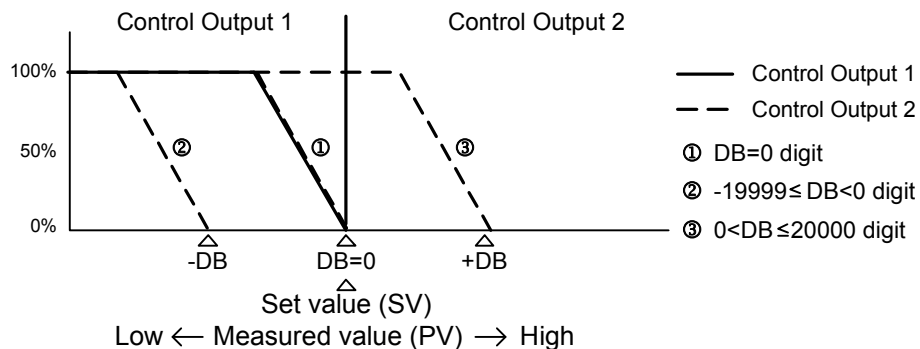 Control Output 1
Control Output 2
100%
50%
0%
②
①
③
Control Output 1
Control Output 2
① DB=0 digit
② -19999≤ DB<0 digit
③ 0<DB ≤20000 digit
-DB
DB=0
+DB
Set value (SV)
Low ← Measured value (PV) → High